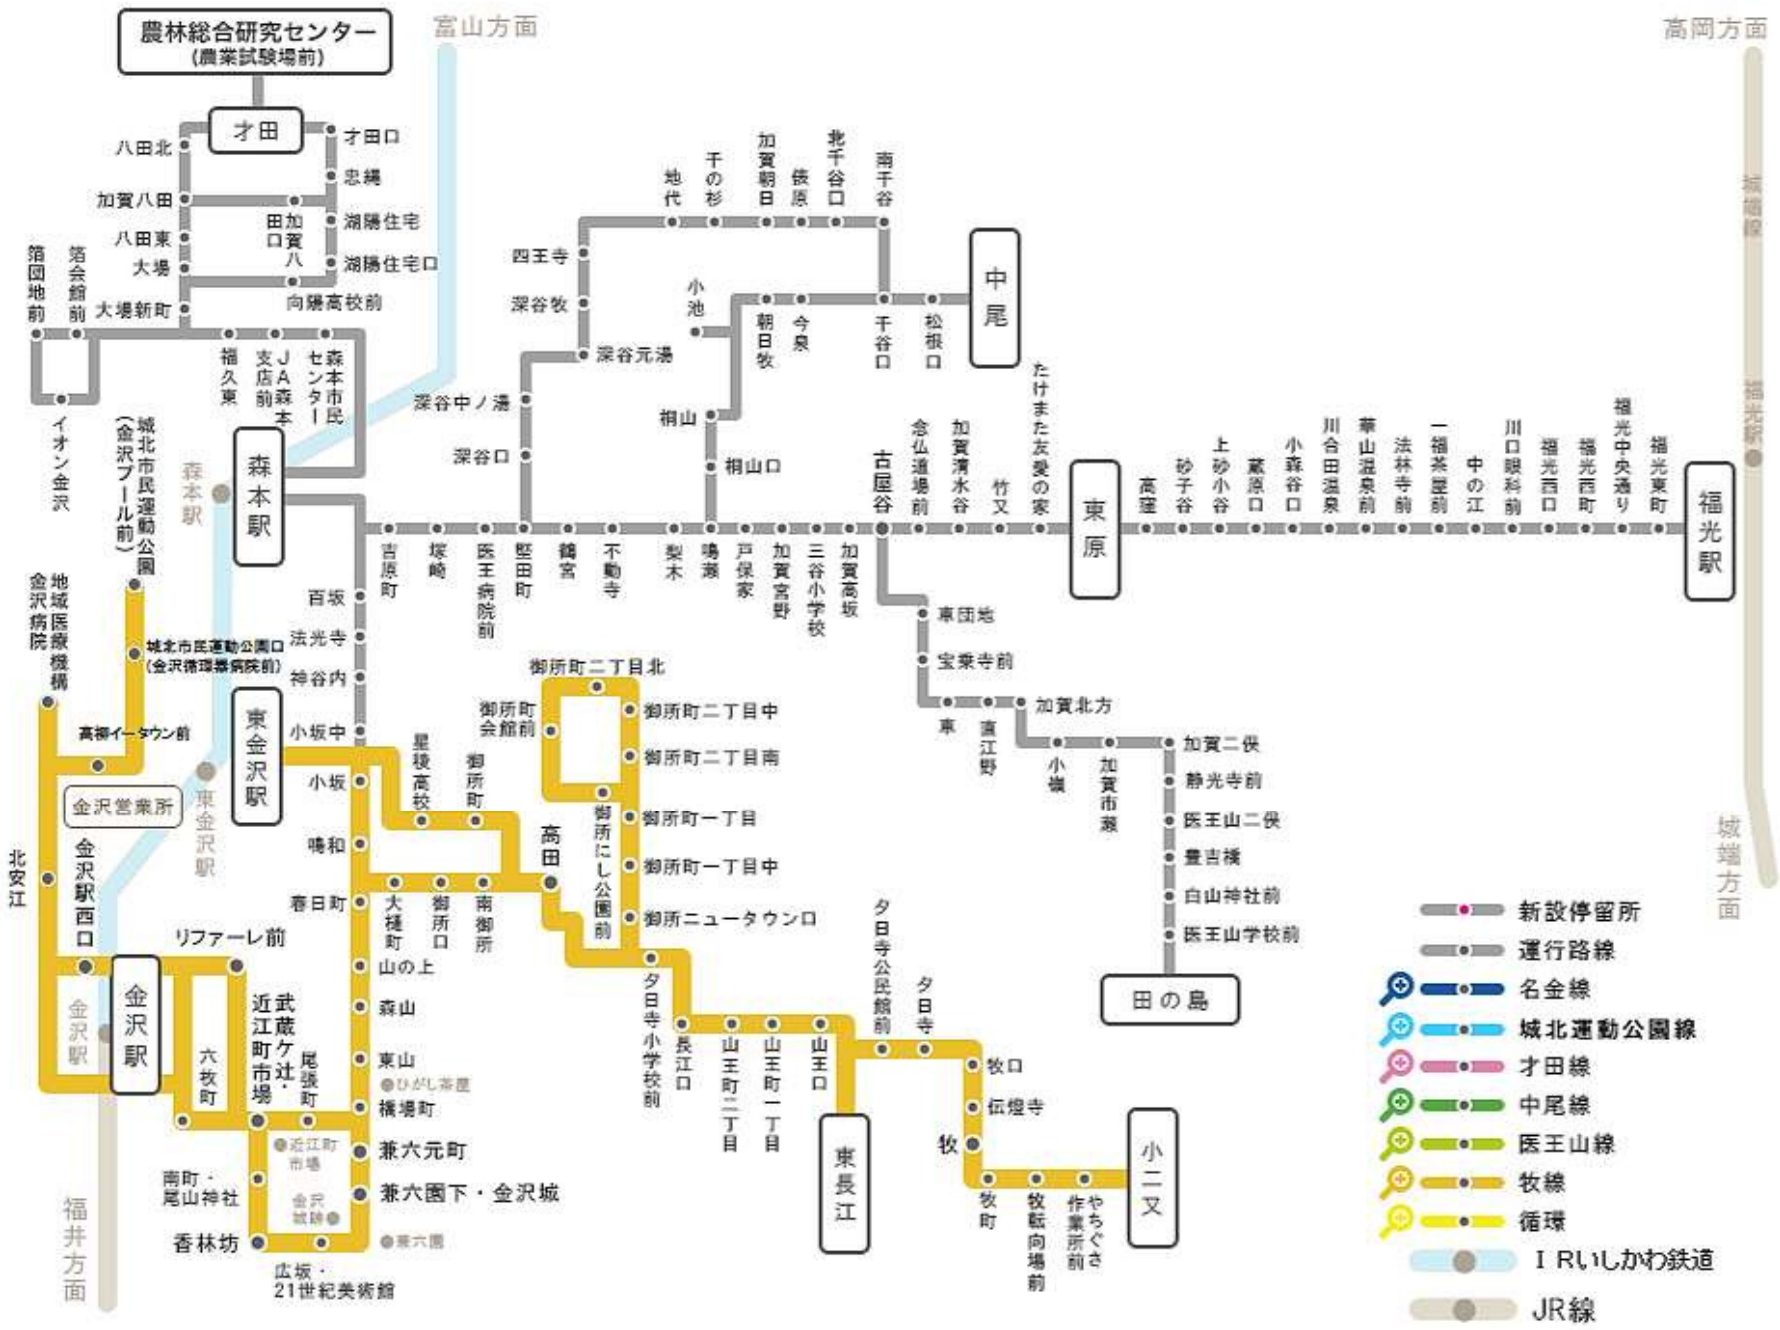 農林総合研究センター
(農業試験場前)
富山方面
高岡方面
才田
才田口
八田北
忠縄
加賀八田
加賀八
田口
湖陽住宅
八田東
湖陽住宅口
大場
向陽高校前
大場新町
箔団地前
箔会館前
イオン金沢
福久東
JA森本
支店前
森本市民
センター
城端線
福光駅
城端方面
地代
千の杉
加賀朝日
俵原
北千谷口
南千谷
四王寺
深谷牧
深谷元湯
深谷中ノ湯
深谷口
小池
朝日牧
今泉
千谷口
松根口
中尾
桐山
桐山口
城北市民運動公園
(金沢プール前)
森本駅
森本駅
古屋谷
念仏道場前
加賀清水谷
竹又
たけまた友愛の家
東原
高窪
砂子谷
上砂小谷
蔵原口
小森谷口
川合田温泉
華山温泉前
法林寺前
一福茶屋前
中の江
川口眼科前
福光西口
福光西町
福光中央通り
福光東町
福光駅
吉原町
塚崎
医王病院前
堅田町
鶴宮
不動寺
梨木
鳴瀬
戸保家
加賀宮野
三谷小学校
加賀高坂
地域医療機構
金沢病院
城北市民運動公園口
(金沢循環器病院前)
百坂
法光寺
神谷内
小坂中
東金沢駅
高柳イータウン前
金沢営業所
東金沢駅
小坂
鳴和
春日町
星稜高校
御所町
御所町二丁目北
御所町
会館前
御所町二丁目中
御所町二丁目南
御所にし公園前
御所町一丁目
御所町一丁目中
御所ニュータウン口
高田
大樋町
御所口
南御所
車団地
宝乗寺前
車
直江野
加賀北方
小嶺
加賀市瀬
加賀二俣
静光寺前
医王山二俣
豊吉橋
白山神社前
医王山学校前
田の島
北安江
金沢駅西口
リファーレ前
金沢駅
金沢駅
六枚町
武蔵ケ辻・
近江町市場
尾張町
山の上
森山
東山
ひがし茶屋
橋場町
近江町
市場
兼六元町
南町・
尾山神社
金沢
城跡
兼六園下・金沢城
香林坊
兼六園
広坂・
21世紀美術館
福井方面
夕日寺小学校前
長江口
山王町二丁目
山王町一丁目
山王口
東長江
夕日寺公民館前
夕日寺
牧口
伝燈寺
牧
牧町
牧転向場前
やちぐさ
作業所前
小二又
新設停留所
運行路線
名金線
城北運動公園線
才田線
中尾線
医王山線
牧線
循環
IRいしかわ鉄道
JR線